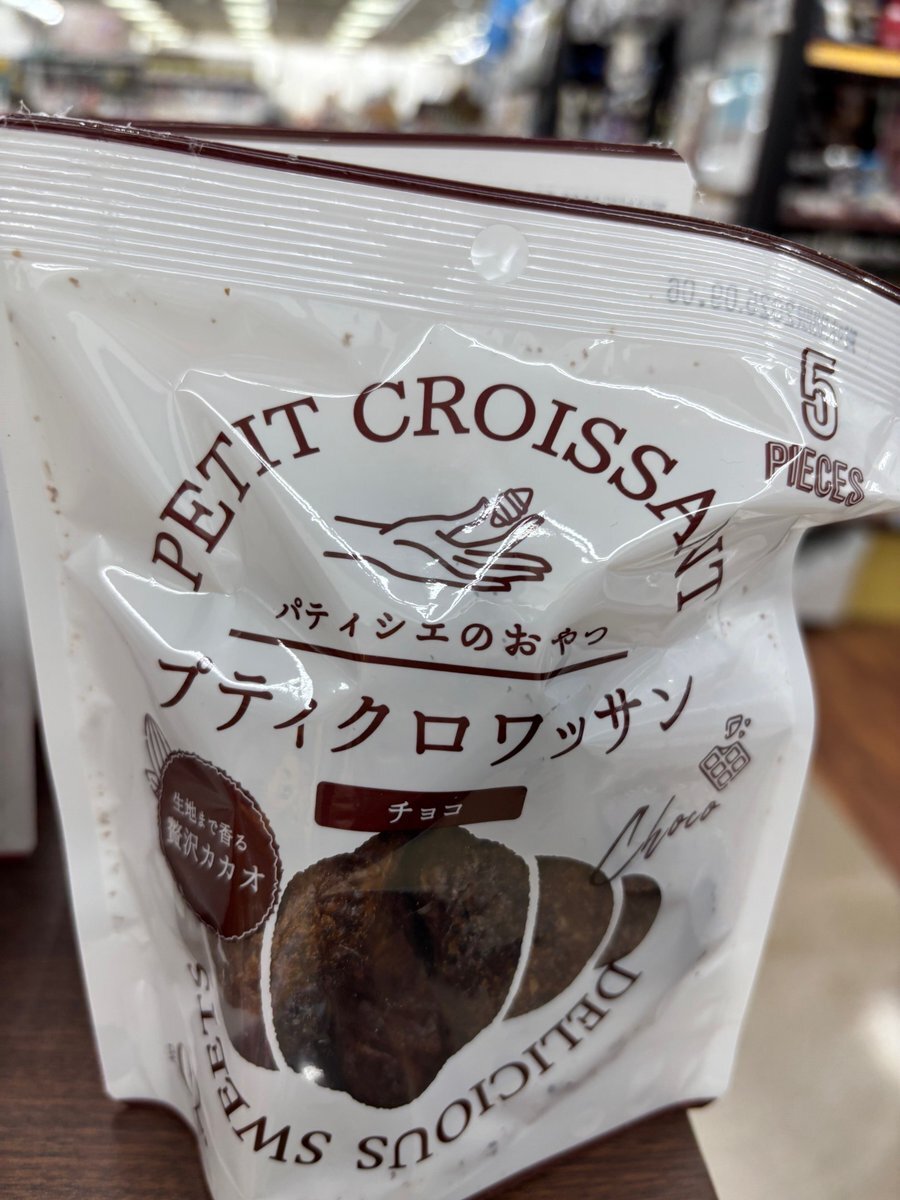 5
PIECES
PETIT CROISSANT
パティシエのおやつ
プティクロワッサン
チョコ
Choco
生地まで香る
贅沢カカオ
DELICIOUS SWEETS